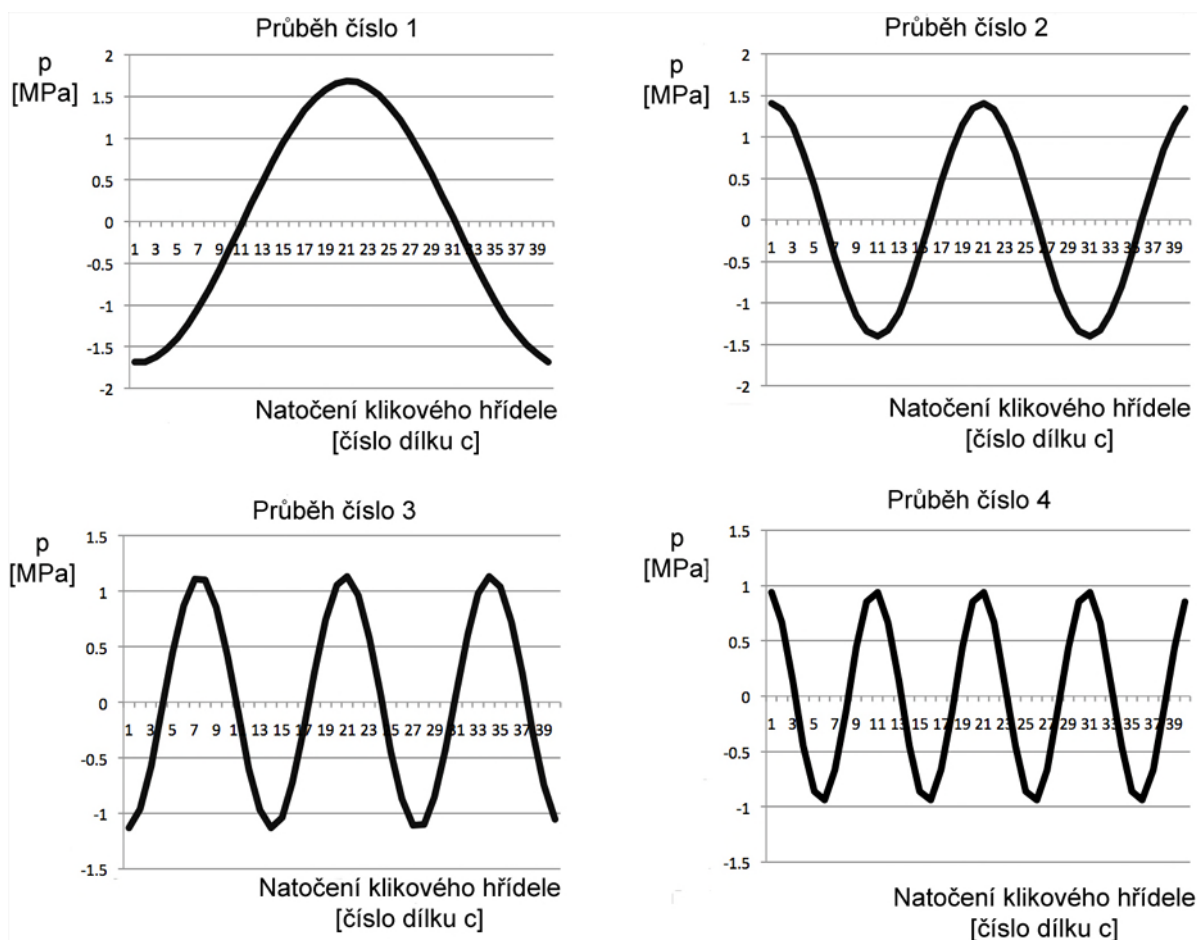 Průběh číslo 1
p
[MPa]
2
1.5
1
0.5
0
-0.5
-1
-1.5
-2
1 3 5 7 9 11 13 15 17 19 21 23 25 27 29 31 33 35 37 39
Natočení klikového hřídele
[číslo dílku c]
Průběh číslo 2
p
[MPa]
2
1.5
1
0.5
0
-0.5
-1
-1.5
-2
1 3 5 7 9 11 13 15 17 19 21 23 25 27 29 31 33 35 37 39
Natočení klikového hřídele
[číslo dílku c]
Průběh číslo 3
p
[MPa]
1.5
1
0.5
0
-0.5
-1
-1.5
1 3 5 7 9 11 13 15 17 19 21 23 25 27 29 31 33 35 37 39
Natočení klikového hřídele
[číslo dílku c]
Průběh číslo 4
p
[MPa]
1.5
1
0.5
0
-0.5
-1
-1.5
1 3 5 7 9 11 13 15 17 19 21 23 25 27 29 31 33 35 37 39
Natočení klikového hřídele
[číslo dílku c]